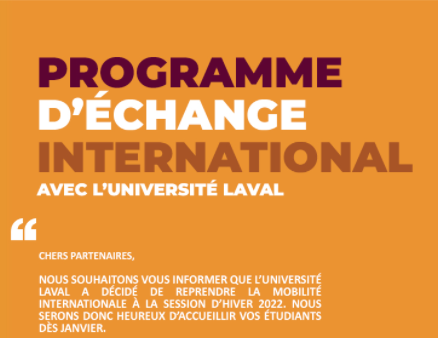 PROGRAMME
D'ÉCHANGE
INTERNATIONAL
AVEC L'UNIVERSITÉ LAVAL
“
CHERS PARTENAIRES,
NOUS SOUHAITONS VOUS INFORMER QUE L'UNIVERSITÉ
LAVAL A DÉCIDÉ DE REPRENDRE LA MOBILITÉ
INTERNATIONALE À LA SESSION D'HIVER 2022. NOUS
SERONS DONC HEUREUX D'ACCUEILLIR VOS ÉTUDIANTS
DÈS JANVIER.